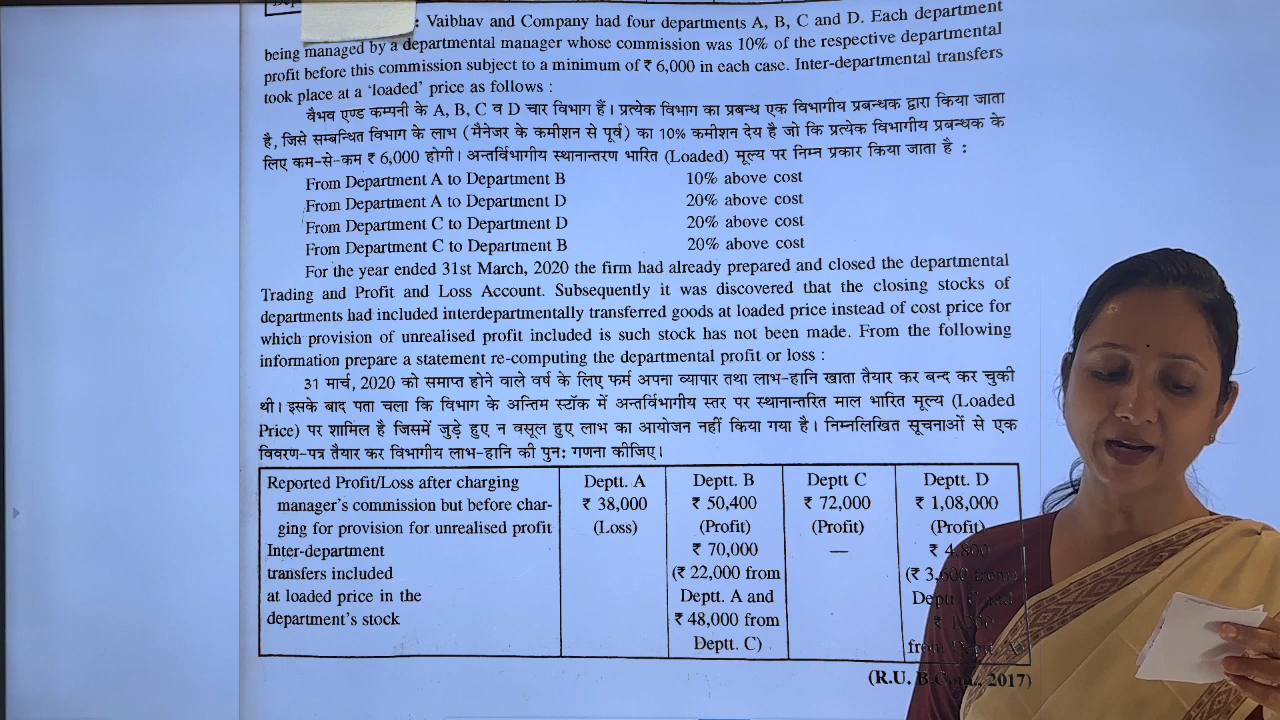 : Vaibhav and Company had four departments A, B, C and D. Each department
being managed by a departmental manager whose commission was 10% of the respective departmental
profit before this commission subject to a minimum of ₹ 6,000 in each case. Inter-departmental transfers
took place at a 'loaded' price as follows :
वैभव एण्ड कम्पनी के A, B, C व D चार विभाग हैं। प्रत्येक विभाग का प्रबन्ध एक विभागीय प्रबन्धक द्वारा किया जाता
है, जिसे सम्बन्धित विभाग के लाभ (मैनेजर के कमीशन से पूर्व) का 10% कमीशन देय है जो कि प्रत्येक विभागीय प्रबन्धक के
लिए कम-से-कम ₹ 6,000 होगी। अन्तर्विभागीय स्थानान्तरण भारित (Loaded) मूल्य पर निम्न प्रकार किया जाता है :
From Department A to Department B 10% above cost
From Department A to Department D 20% above cost
From Department C to Department D 20% above cost
From Department C to Department B 20% above cost
For the year ended 31st March, 2020 the firm had already prepared and closed the departmental
Trading and Profit and Loss Account. Subsequently it was discovered that the closing stocks of
departments had included interdepartmentally transferred goods at loaded price instead of cost price for
which provision of unrealised profit included is such stock has not been made. From the following
information prepare a statement re-computing the departmental profit or loss :
31 मार्च, 2020 को समाप्त होने वाले वर्ष के लिए फर्म अपना व्यापार तथा लाभ-हानि खाता तैयार कर बन्द कर चुकी
थी। इसके बाद पता चला कि विभाग के अन्तिम स्टॉक में अन्तर्विभागीय स्तर पर स्थानान्तरित माल भारित मूल्य (Loaded
Price) पर शामिल है जिसमें जुड़े हुए न वसूल हुए लाभ का आयोजन नहीं किया गया है। निम्नलिखित सूचनाओं से एक
विवरण-पत्र तैयार कर विभागीय लाभ-हानि की पुन: गणना कीजिए।
Reported Profit/Loss after charging Deptt. A Deptt. B Deptt C Deptt. D
manager's commission but before char- ₹ 38,000 ₹ 50,400 ₹ 72,000 ₹ 1,08,000
ging for provision for unrealised profit (Loss) (Profit) (Profit) (Profit)
Inter-department ₹ 70,000 — ₹ 4,800
transfers included (₹ 22,000 from (₹ 3,600 from
at loaded price in the Deptt. A and Deptt. C and
department's stock ₹ 48,000 from
Deptt. C)
(R.U. B.Com., 2017)